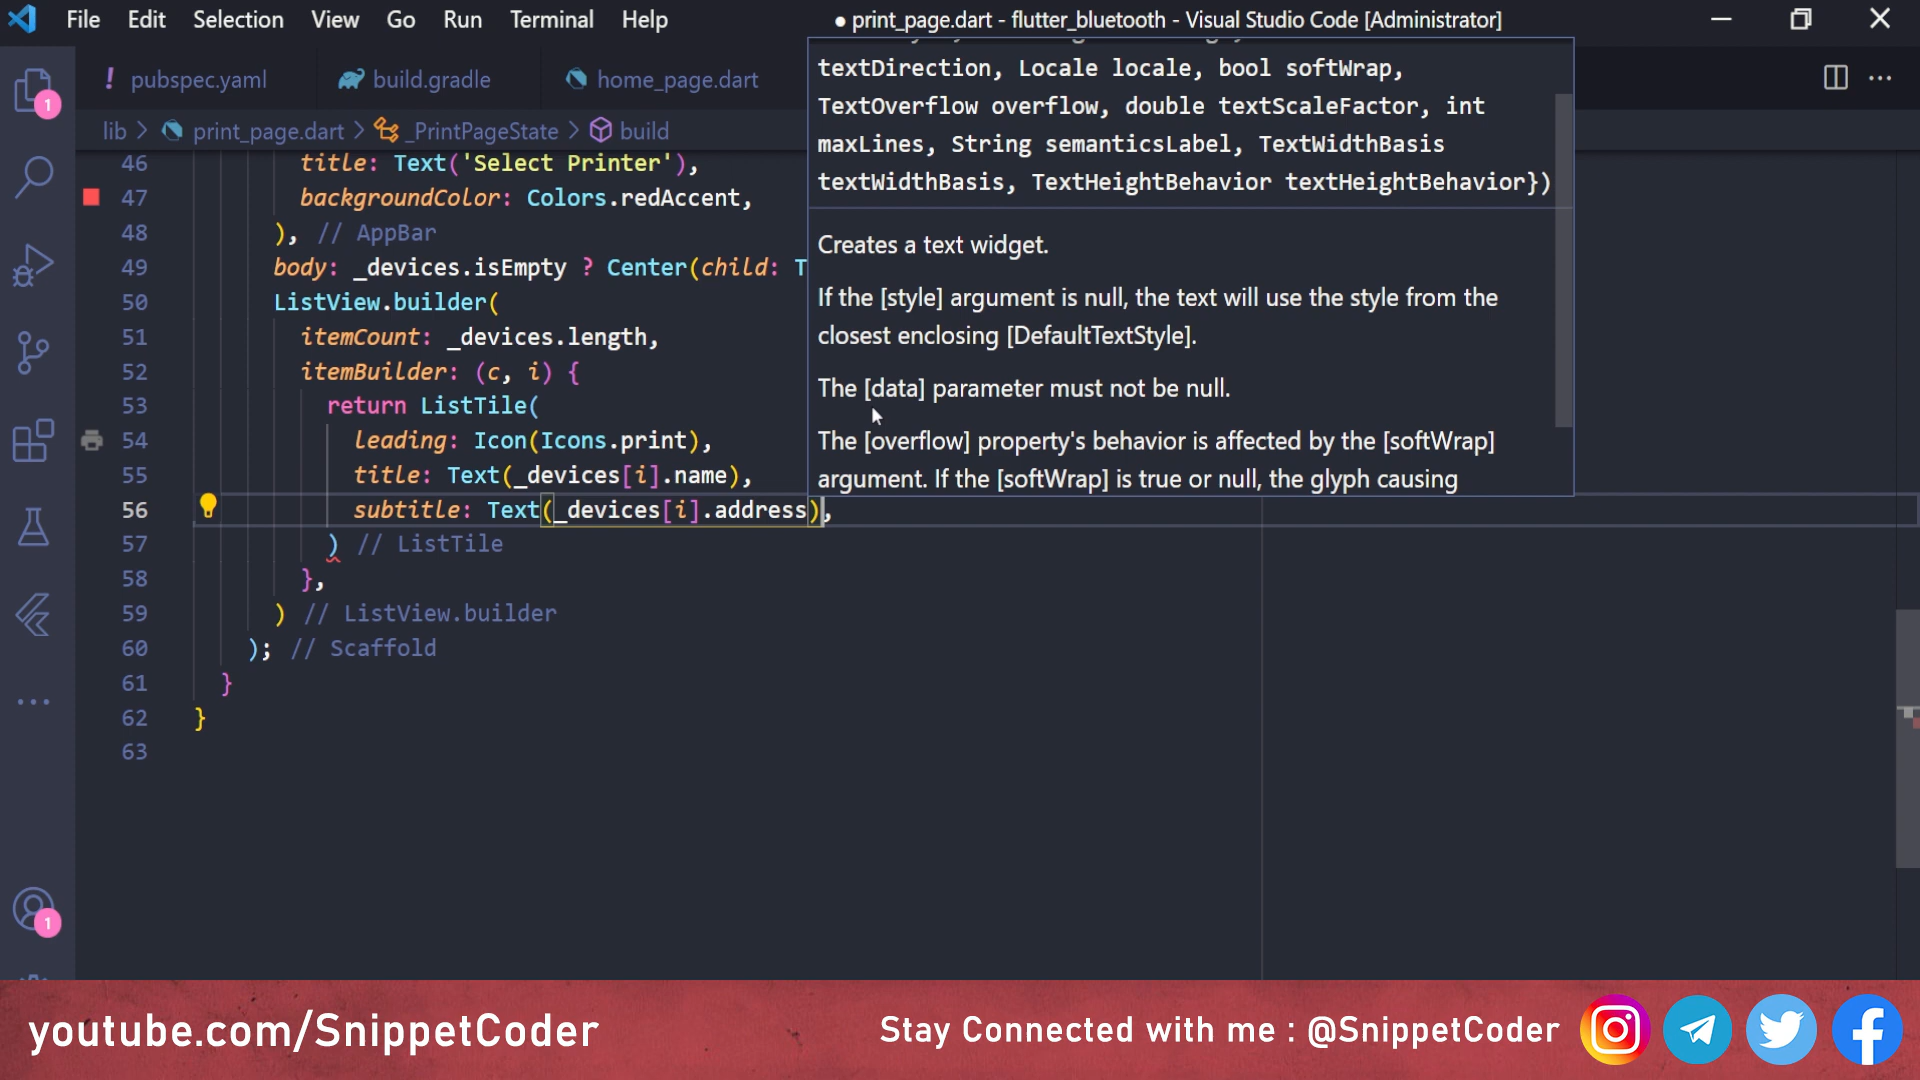 File Edit Selection View Go Run Terminal Help
● print_page.dart - flutter_bluetooth - Visual Studio Code [Administrator]
! pubspec.yaml
build.gradle
home_page.dart
lib > print_page.dart > _PrintPageState > build
textDirection, Locale locale, bool softWrap,
TextOverflow overflow, double textScaleFactor, int
maxLines, String semanticsLabel, TextWidthBasis
textWidthBasis, TextHeightBehavior textHeightBehavior})
Creates a text widget.
If the [style] argument is null, the text will use the style from the
closest enclosing [DefaultTextStyle].
The [data] parameter must not be null.
The [overflow] property's behavior is affected by the [softWrap]
argument. If the [softWrap] is true or null, the glyph causing
46 title: Text('Select Printer'),
47 backgroundColor: Colors.redAccent,
48 ), // AppBar
49 body: _devices.isEmpty ? Center(child: T
50 ListView.builder(
51 itemCount: _devices.length,
52 itemBuilder: (c, i) {
53 return ListTile(
54 leading: Icon(Icons.print),
55 title: Text(_devices[i].name),
56 subtitle: Text(_devices[i].address),
57 ) // ListTile
58 },
59 ) // ListView.builder
60 ); // Scaffold
61 }
62 }
63
1
1
youtube.com/SnippetCoder
Stay Connected with me : @SnippetCoder